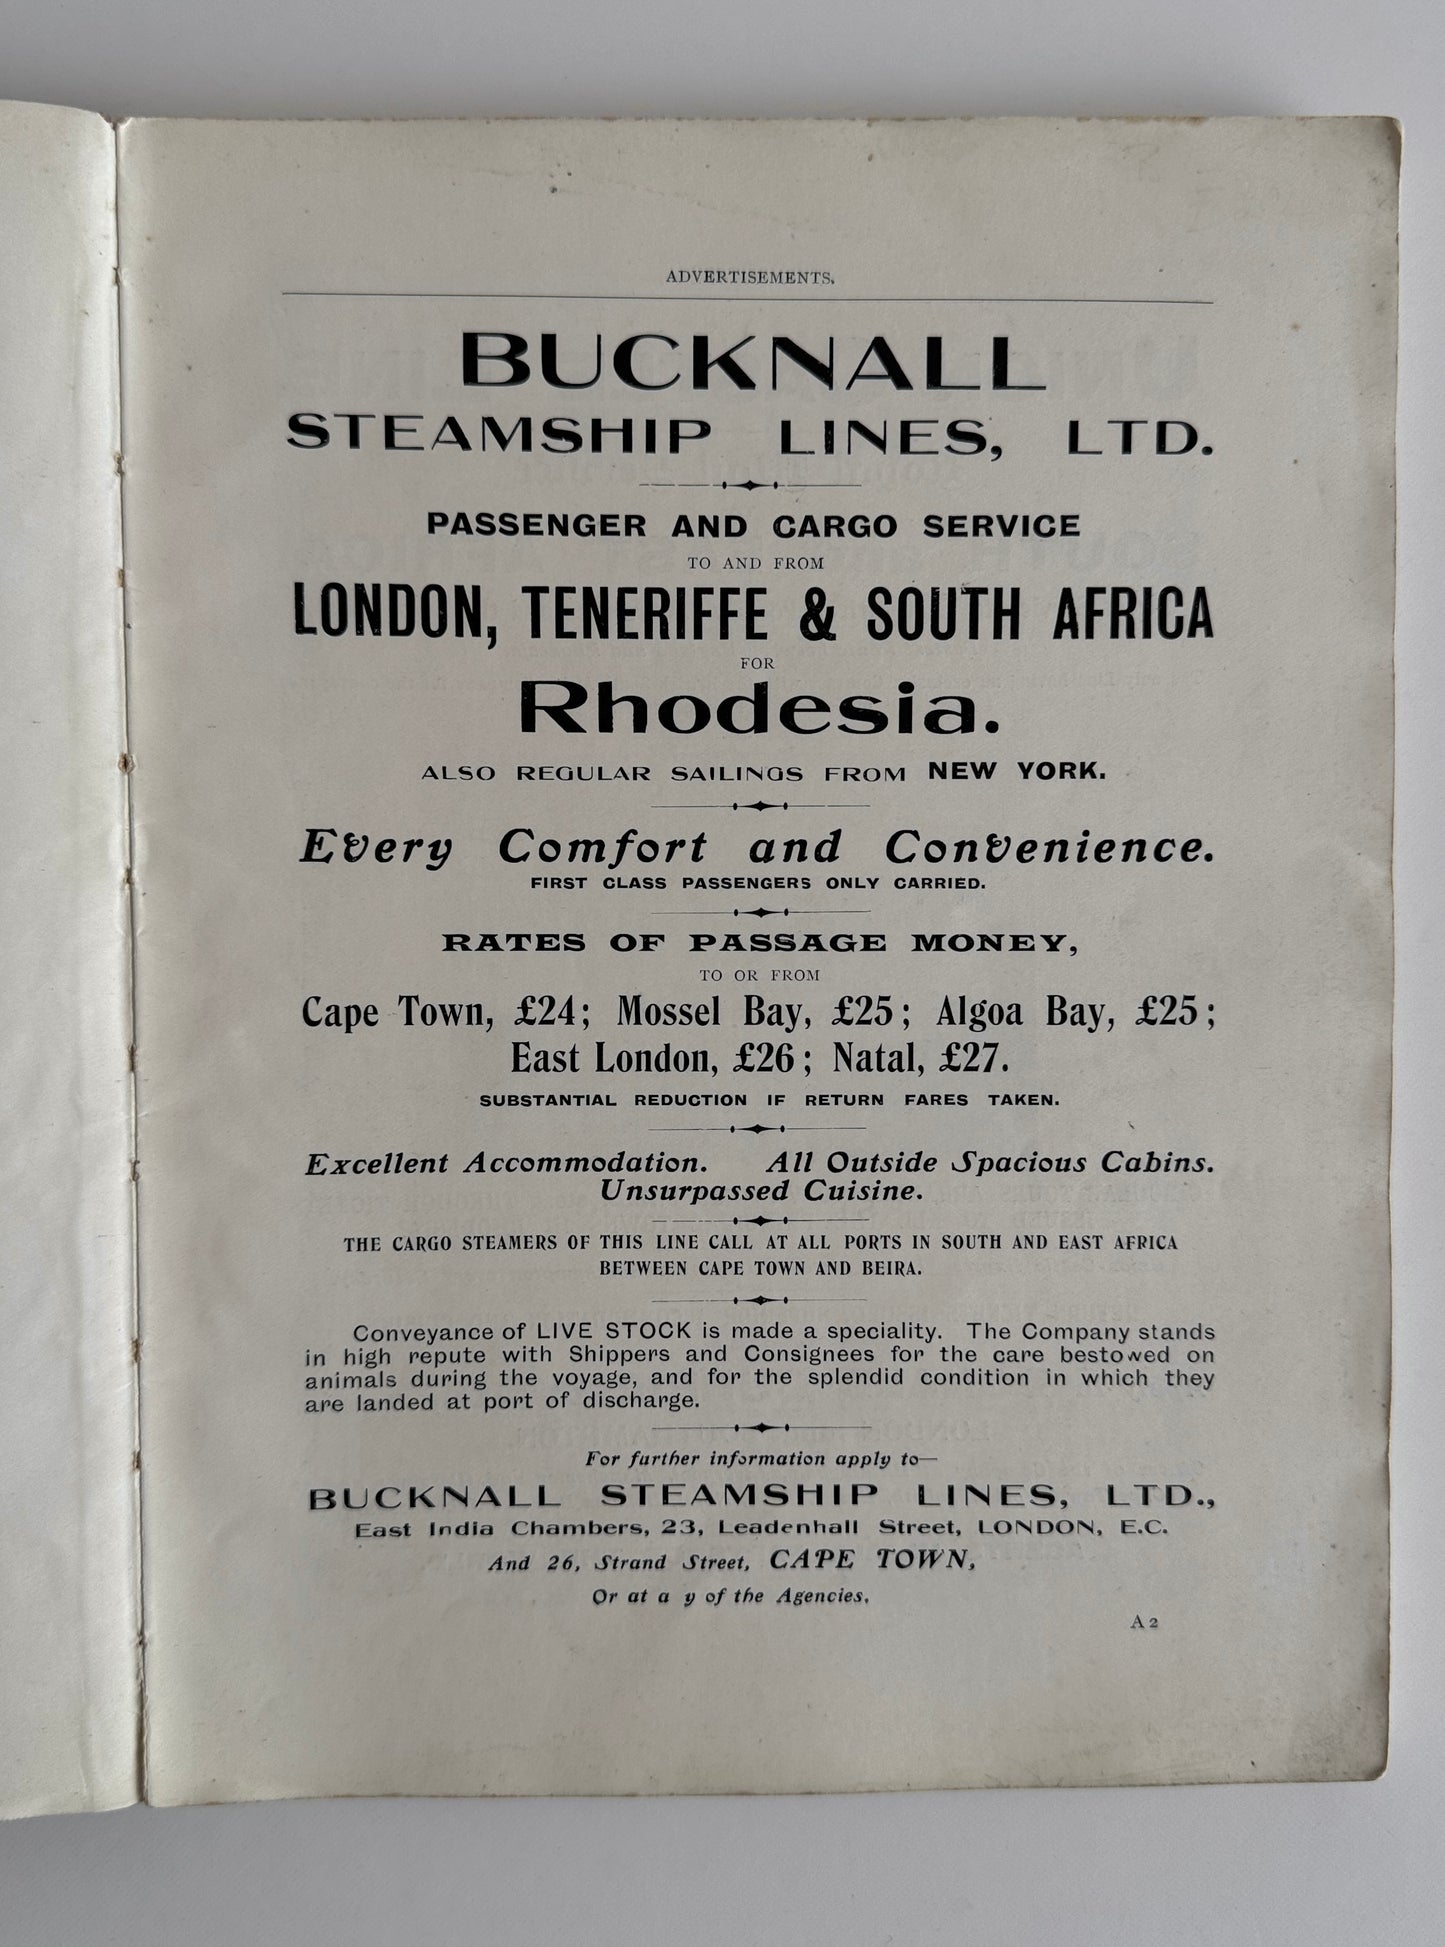 ADVERTISEMENTS.
BUCKNALL
STEAMSHIP LINES, LTD.
PASSENGER AND CARGO SERVICE
TO AND FROM
LONDON, TENERIFFE & SOUTH AFRICA
FOR
Rhodesia.
ALSO REGULAR SAILINGS FROM NEW YORK.
Every Comfort and Convenience.
FIRST CLASS PASSENGERS ONLY CARRIED.
RATES OF PASSAGE MONEY,
TO OR FROM
Cape Town, £24; Mossel Bay, £25; Algoa Bay, £25;
East London, £26; Natal, £27.
SUBSTANTIAL REDUCTION IF RETURN FARES TAKEN.
Excellent Accommodation. All Outside Spacious Cabins.
Unsurpassed Cuisine.
THE CARGO STEAMERS OF THIS LINE CALL AT ALL PORTS IN SOUTH AND EAST AFRICA
BETWEEN CAPE TOWN AND BEIRA.
Conveyance of LIVE STOCK is made a speciality. The Company stands
in high repute with Shippers and Consignees for the care bestowed on
animals during the voyage, and for the splendid condition in which they
are landed at port of discharge.
For further information apply to—
BUCKNALL STEAMSHIP LINES, LTD.,
East India Chambers, 23, Leadenhall Street, LONDON, E.C.
And 26, Strand Street, CAPE TOWN,
Or at a y of the Agencies.
A 2